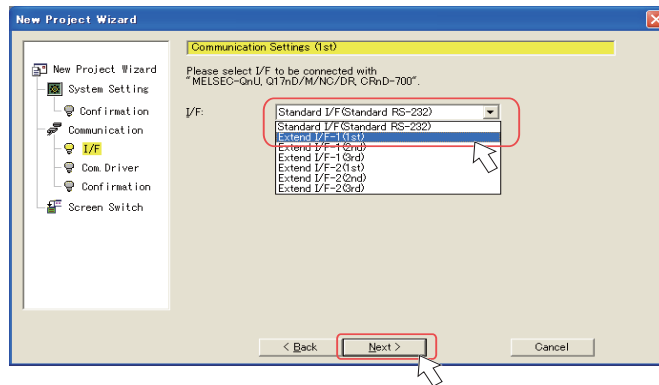 New Project Wizard
Communication Settings (1st)
New Project Wizard
System Setting
Confirmation
Communication
I/F
Com. Driver
Confirmation
Screen Switch
Please select I/F to be connected with
"MELSEC-QnU, Q17nD/M/NC/DR, CRnD-700".
I/F:
Standard I/F(Standard RS-232)
Standard I/F(Standard RS-232)
Extend I/F-1(1st)
Extend I/F-1(2nd)
Extend I/F-1(3rd)
Extend I/F-2(1st)
Extend I/F-2(2nd)
Extend I/F-2(3rd)
< Back
Next >
Cancel